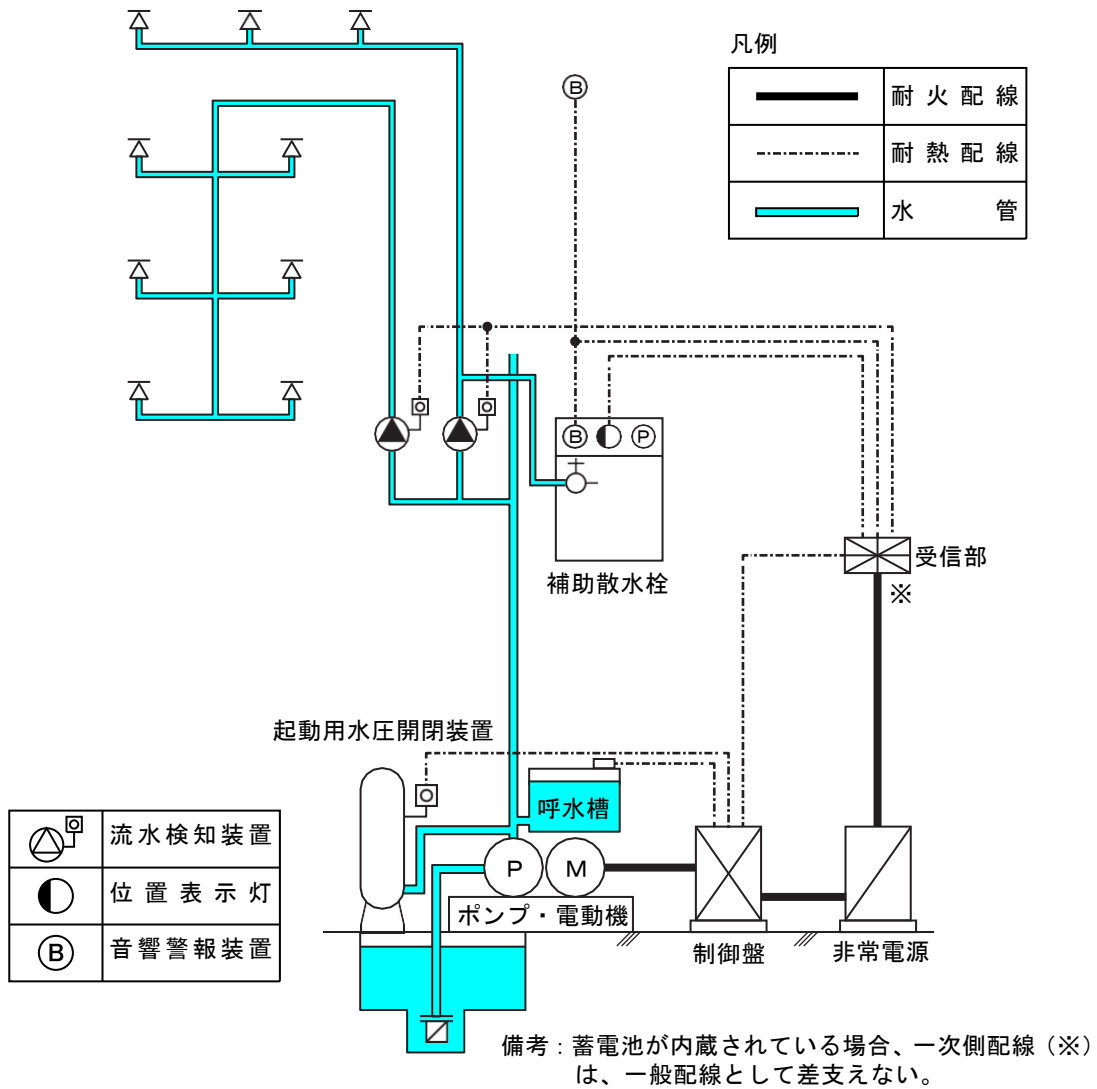 凡例
耐火配線
耐熱配線
水管
B
B P
補助散水栓
受信部
※
起動用水圧開閉装置
呼水槽
P M
ポンプ・電動機
制御盤
非常電源
流水検知装置
位置表示灯
B 音響警報装置
備考：蓄電池が内蔵されている場合、一次側配線（※）
は、一般配線として差支えない。